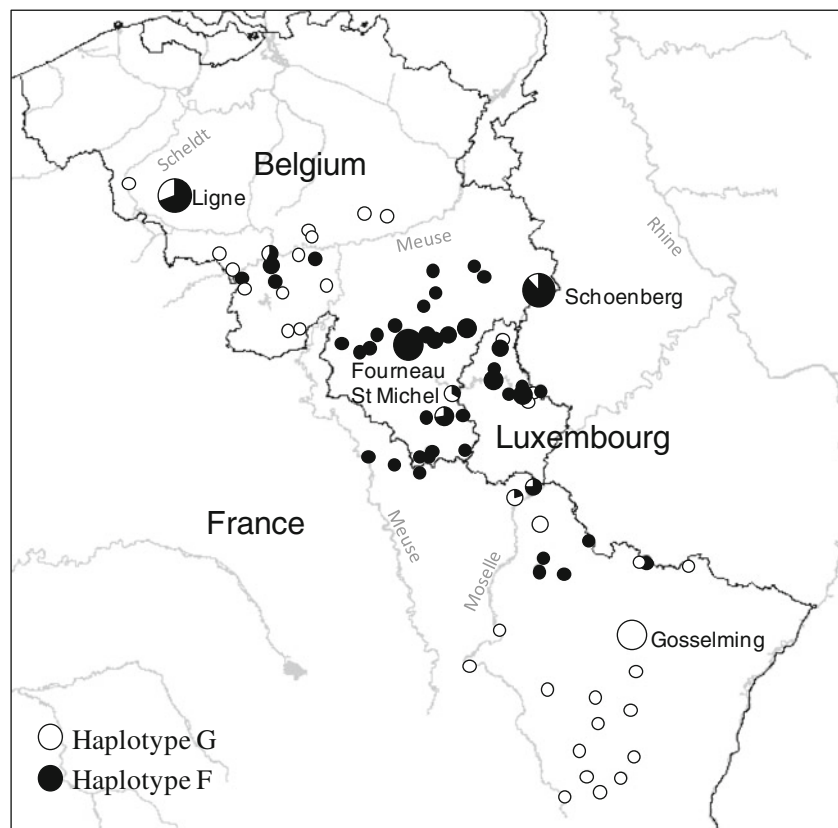 Scheldt
Belgium
Ligne
Meuse
Rhine
Schoenberg
Fourneau
St Michel
Luxembourg
France
Meuse
Moselle
Gosselming
Haplotype G
Haplotype F